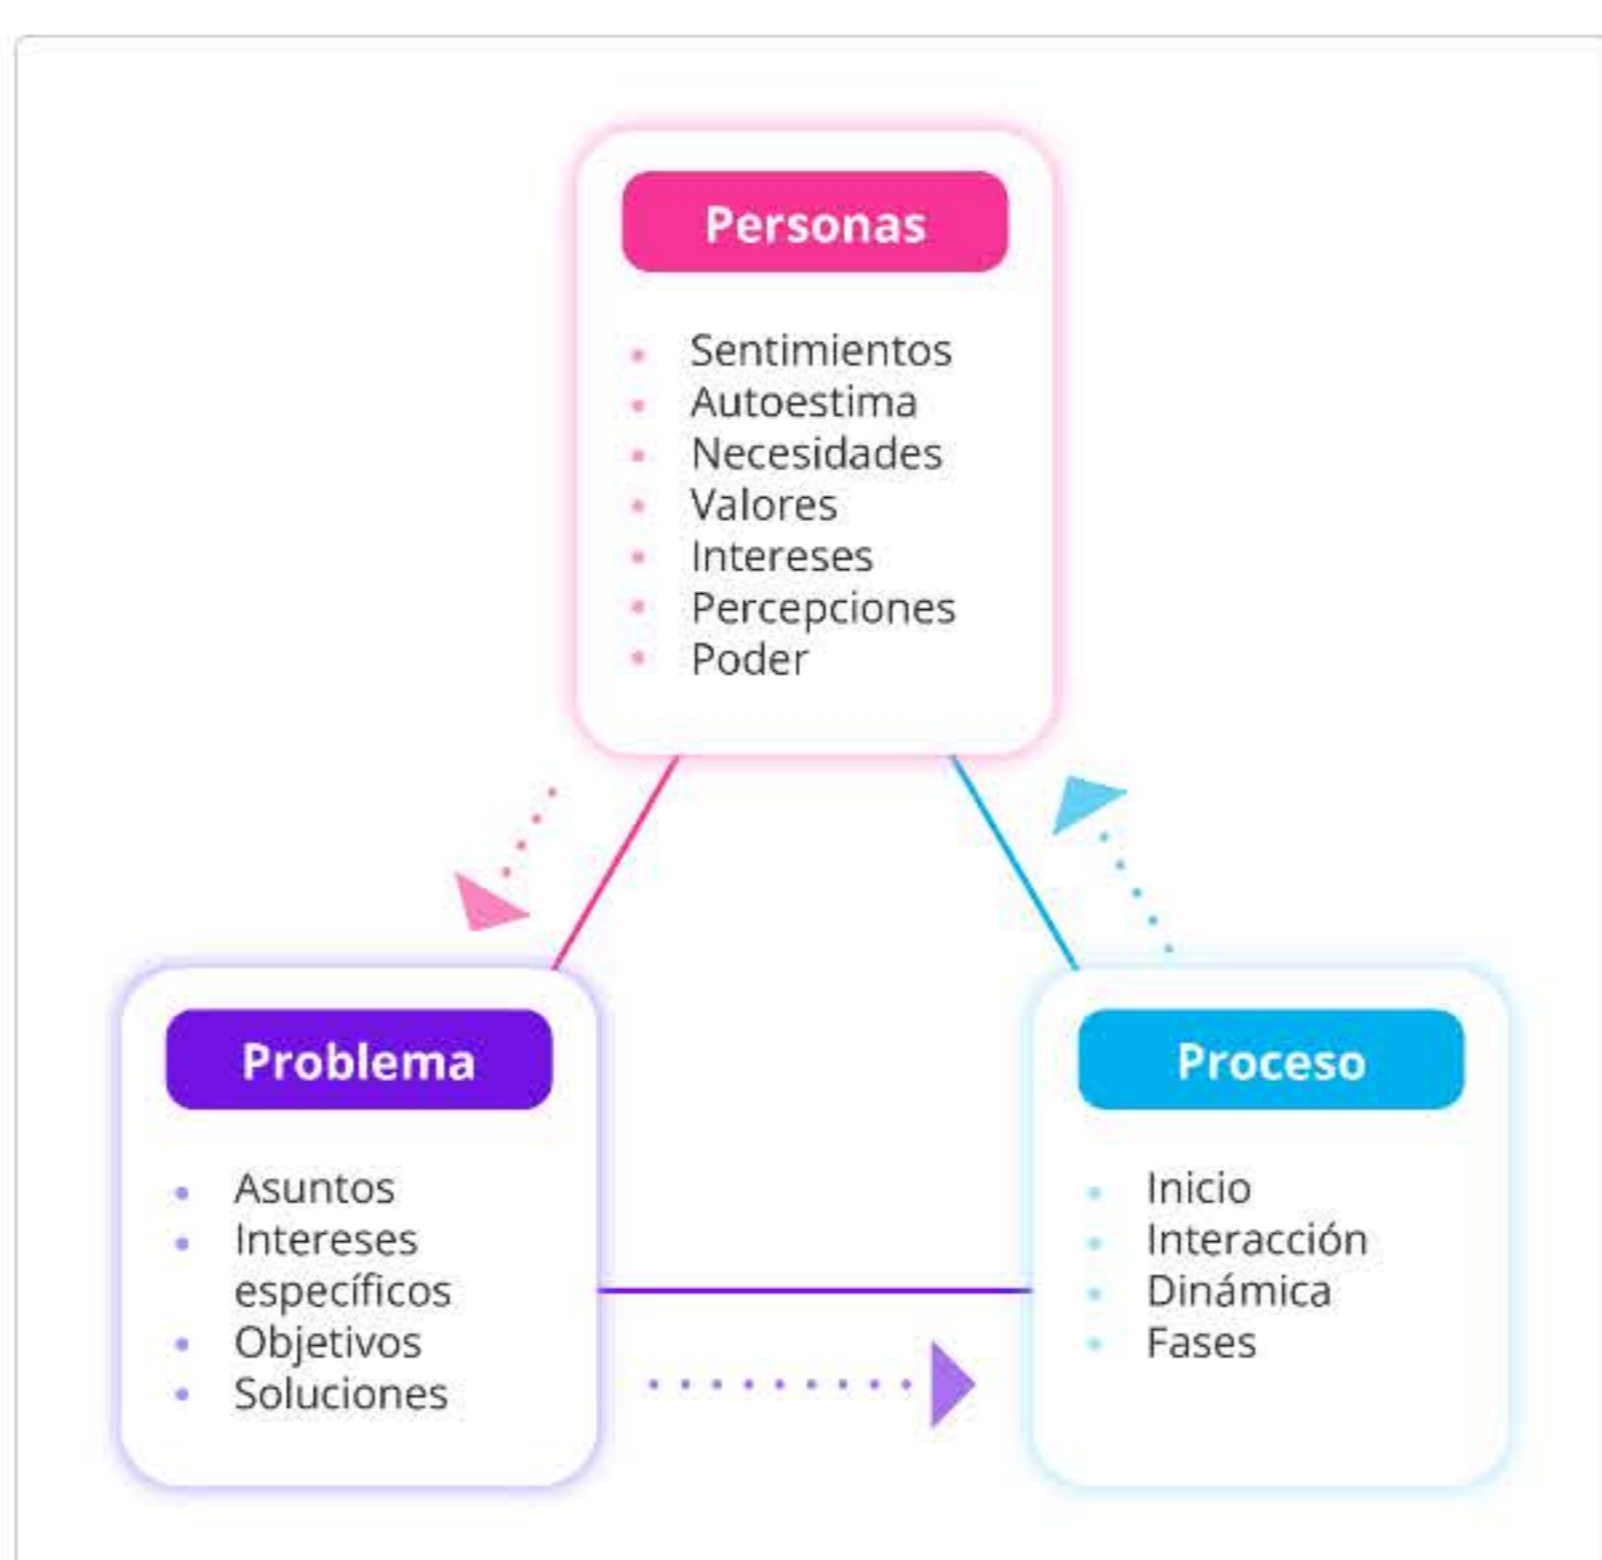 Personas
Sentimientos
Autoestima
Necesidades
Valores
Intereses
Percepciones
Poder
Problema
Asuntos
Intereses
específicos
Objetivos
Soluciones
Proceso
Inicio
Interacción
Dinámica
Fases